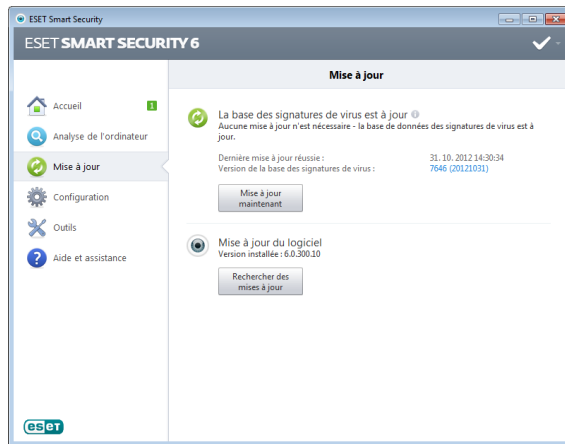 ESET Smart Security
ESET SMART SECURITY 6
Mise à jour
Accueil 1
Analyse de l'ordinateur
Mise à jour
Configuration
Outils
? Aide et assistance
La base des signatures de virus est à jour
Aucune mise à jour n'est nécessaire - la base de données des signatures de virus est à
jour.
Dernière mise à jour réussie : 31. 10. 2012 14:30:34
Version de la base des signatures de virus : 7646 (20121031)
Mise à jour
maintenant
Mise à jour du logiciel
Version installée : 6.0.300.10
Rechercher des
mises à jour
eset